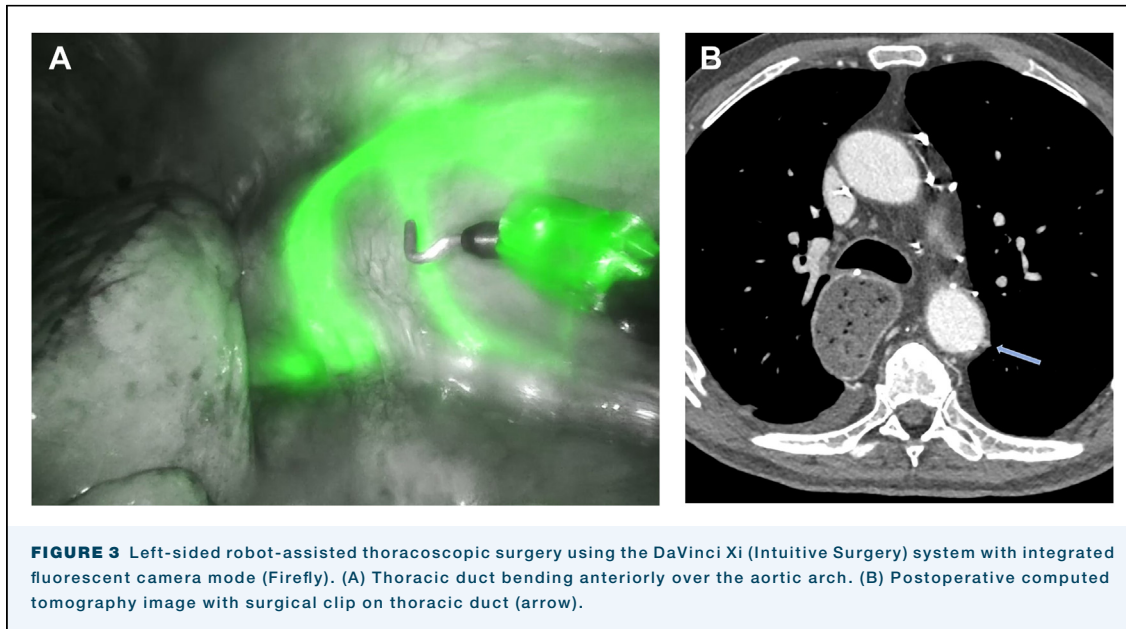 A
B
FIGURE 3 Left-sided robot-assisted thoracoscopic surgery using the DaVinci Xi (Intuitive Surgery) system with integrated
fluorescent camera mode (Firefly). (A) Thoracic duct bending anteriorly over the aortic arch. (B) Postoperative computed
tomography image with surgical clip on thoracic duct (arrow).